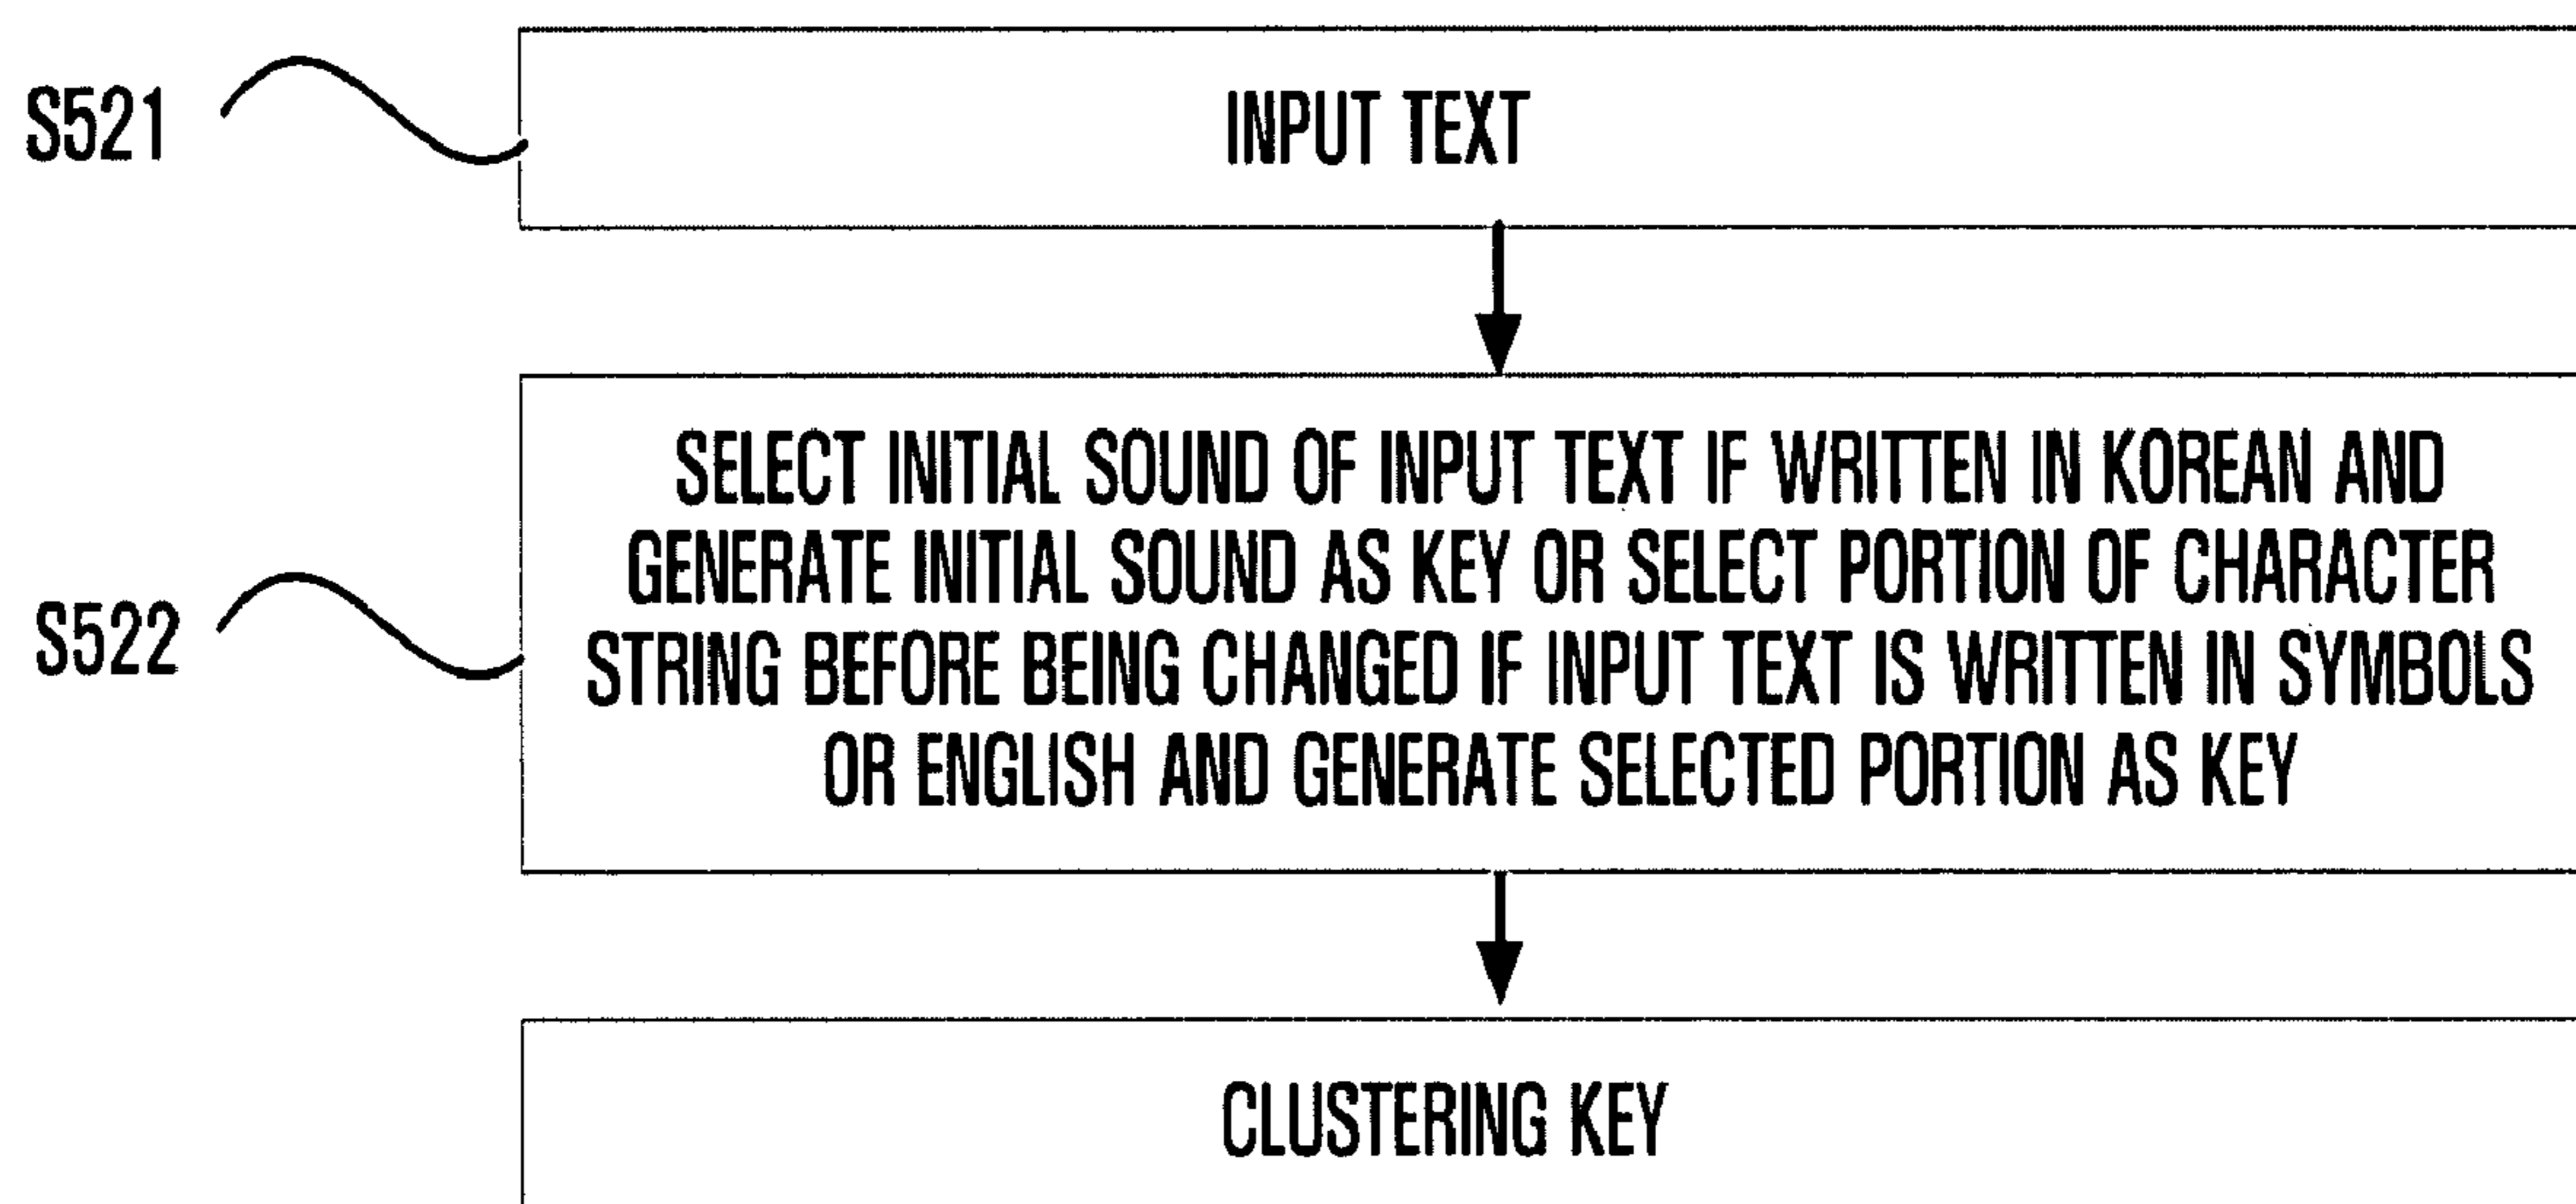 S521
INPUT TEXT
S522
SELECT INITIAL SOUND OF INPUT TEXT IF WRITTEN IN KOREAN AND
GENERATE INITIAL SOUND AS KEY OR SELECT PORTION OF CHARACTER
STRING BEFORE BEING CHANGED IF INPUT TEXT IS WRITTEN IN SYMBOLS
OR ENGLISH AND GENERATE SELECTED PORTION AS KEY
CLUSTERING KEY